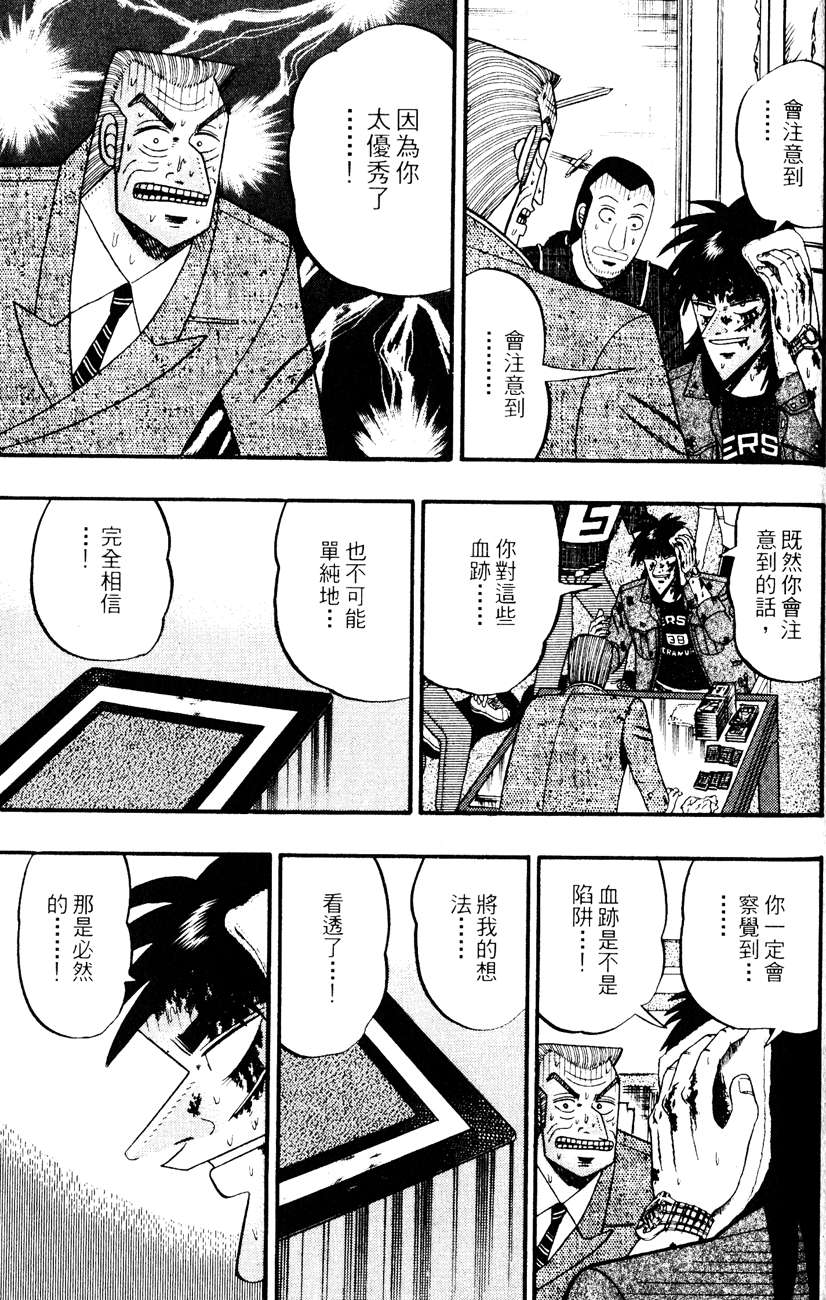 會注意到
……
會注意到
………
因為你
太優秀了
……！
既然你會注
意到的話，
你對這些
血跡………
也不可能
單純地…
完全相信
…！
你一定會
察覺到…
血跡是不是
陷阱…！
將我的想
法……
看透了…！
那是必然
的……！
ERS
ERS